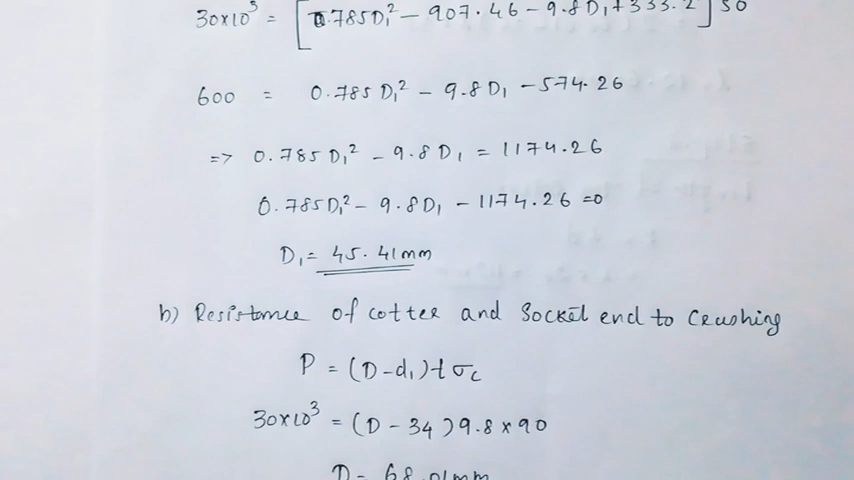 30×10³ = [0.785D₁² – 907.46 – 9.8D₁ + 333.2] 50
600 = 0.785 D₁² – 9.8 D₁ – 574.26
=> 0.785 D₁² – 9.8 D₁ = 1174.26
0.785D₁² – 9.8D₁ – 1174.26 = 0
D₁ = 45.41mm
b) Resistance of cotter and Socket end to Crushing
P = (D–d₁) t σc
30×10³ = (D – 34) 9.8 × 90
D = 68.01mm